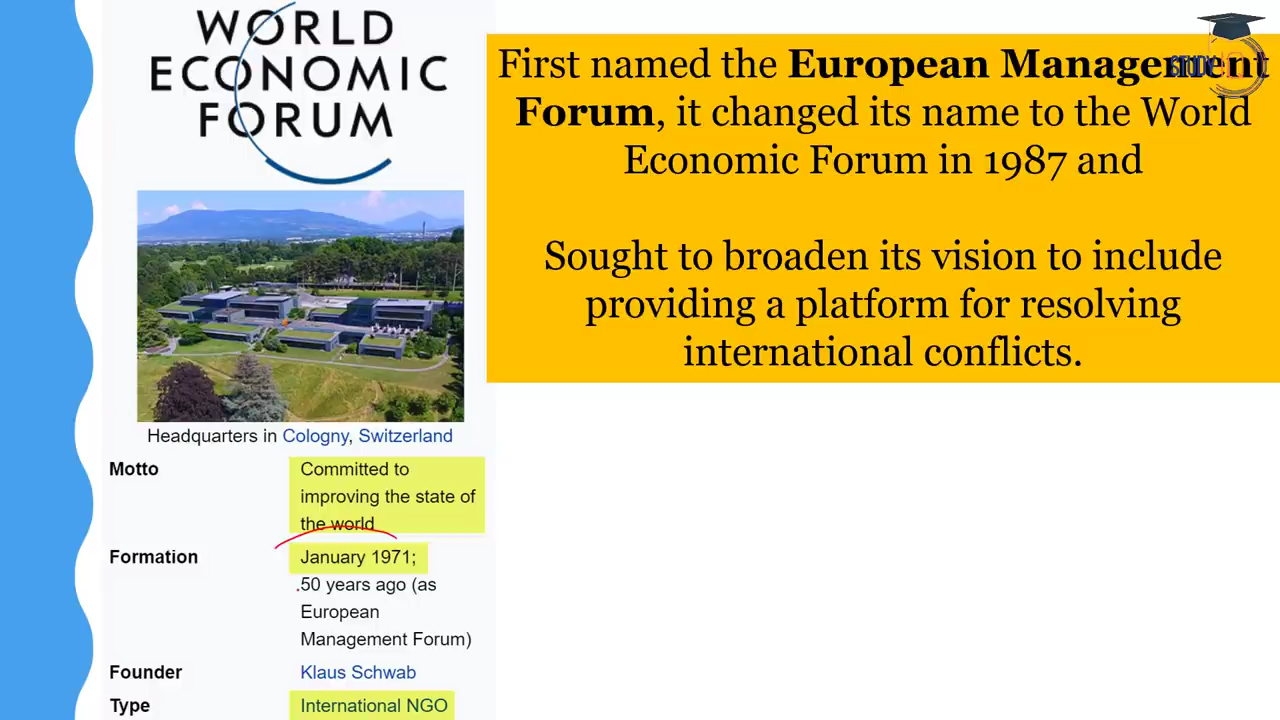 WORLD
ECONOMIC
FORUM
Headquarters in Cologny, Switzerland
Motto
Committed to
improving the state of
the world
Formation
January 1971;
50 years ago (as
European
Management Forum)
Founder
Klaus Schwab
Type
International NGO
First named the European Management
Forum, it changed its name to the World
Economic Forum in 1987 and
Sought to broaden its vision to include
providing a platform for resolving
international conflicts.
STUDY IQ